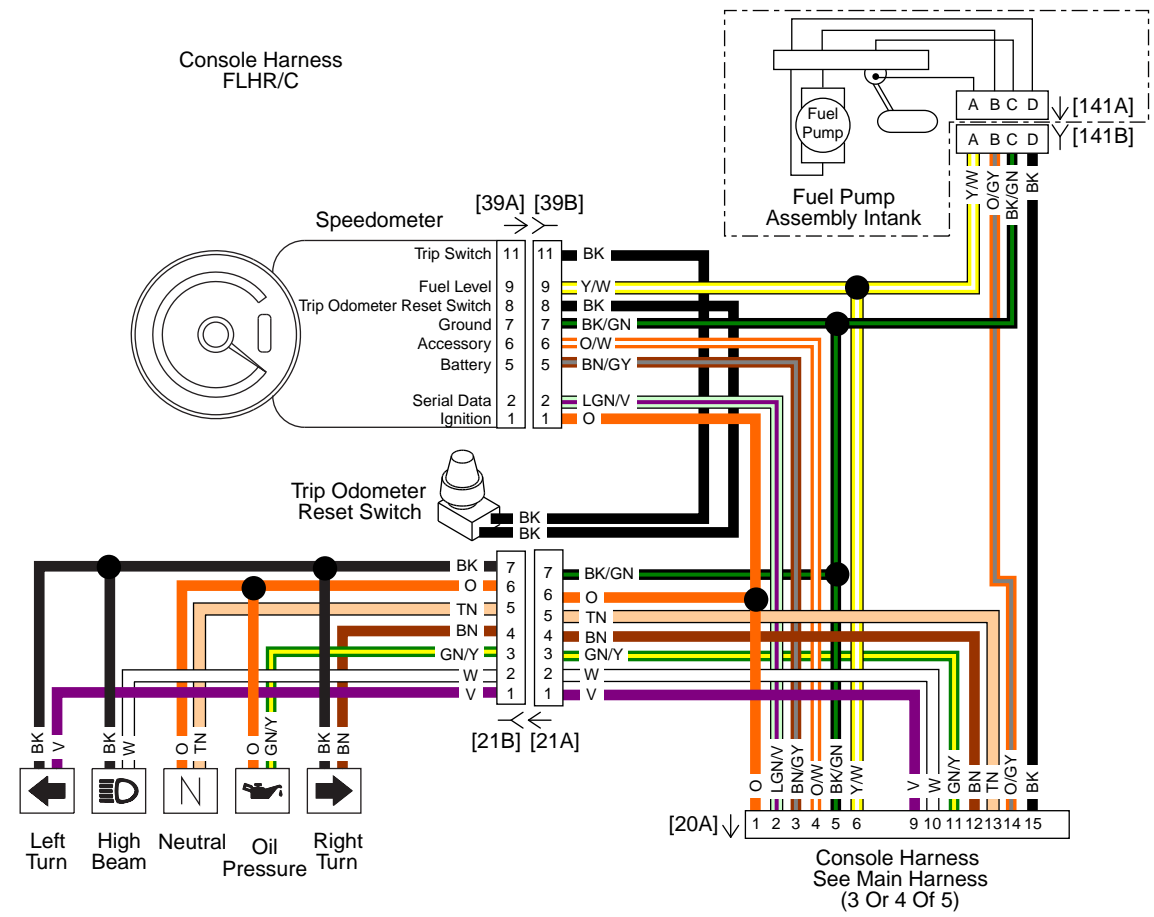 Console Harness
FLHR/C
Fuel
Pump
A B C D
[141A]
A B C D
[141B]
Y/W
O/GY
BK/GN
BK
Fuel Pump
Assembly Intank
[39A] [39B]
Speedometer
Trip Switch 11 11 BK
Fuel Level 9 9 Y/W
Trip Odometer Reset Switch 8 8 BK
Ground 7 7 BK/GN
Accessory 6 6 O/W
Battery 5 5 BN/GY
Serial Data 2 2 LGN/V
Ignition 1 1 O
Trip Odometer
Reset Switch
BK
BK
BK 7 7 BK/GN
O 6 6 O
TN 5 5 TN
BN 4 4 BN
GN/Y 3 3 GN/Y
W 2 2 W
V 1 1 V
[21B] [21A]
BK
V
BK
W
O
TN
O
GN/Y
BK
BN
O
LGN/V
BN/GY
O/W
BK/GN
Y/W
V
W
GN/Y
BN
TN
O/GY
BK
N
Left
Turn
High
Beam
Neutral
Oil
Pressure
Right
Turn
[20A] 1 2 3 4 5 6 9 10 11 12 13 14 15
Console Harness
See Main Harness
(3 Or 4 Of 5)